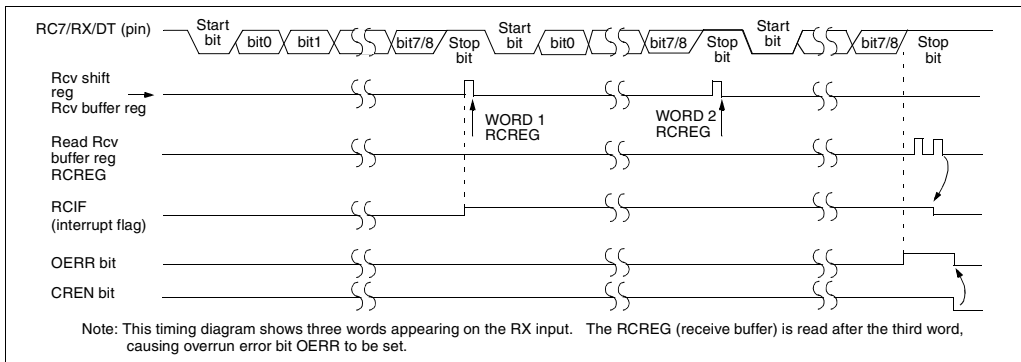 RC7/RX/DT (pin)
Start
bit
bit0
bit1
bit7/8
Stop
bit
Start
bit
bit0
bit7/8
Stop
bit
Start
bit
bit7/8
Stop
bit
Rcv shift
reg
Rcv buffer reg
WORD 1
RCREG
WORD 2
RCREG
Read Rcv
buffer reg
RCREG
RCIF
(interrupt flag)
OERR bit
CREN bit
Note: This timing diagram shows three words appearing on the RX input. The RCREG (receive buffer) is read after the third word,
causing overrun error bit OERR to be set.